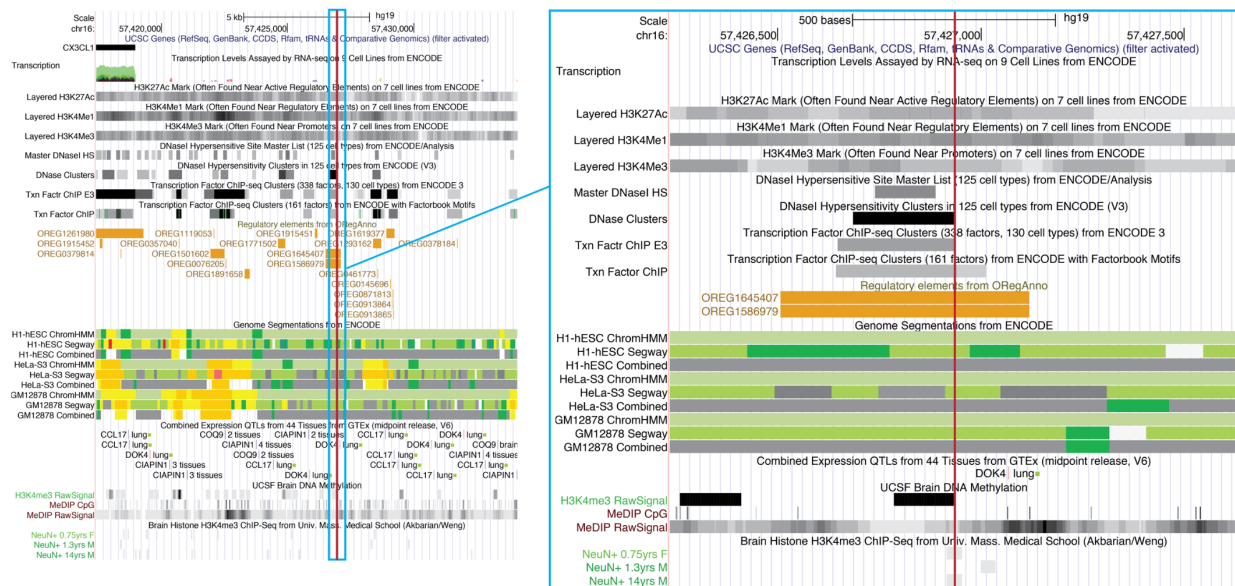 Scale
5 kb
hg19
chr16:
57,420,000
57,425,000
57,430,000
UCSC Genes (RefSeq, GenBank, CCDS, Rfam, tRNAs & Comparative Genomics) (filter activated)
CX3CL1
Transcription Levels Assayed by RNA-seq on 9 Cell Lines from ENCODE
Transcription
H3K27Ac Mark (Often Found Near Active Regulatory Elements) on 7 cell lines from ENCODE
Layered H3K27Ac
H3K4Me1 Mark (Often Found Near Regulatory Elements) on 7 cell lines from ENCODE
Layered H3K4Me1
H3K4Me3 Mark (Often Found Near Promoters) on 7 cell lines from ENCODE
Layered H3K4Me3
DNaseI Hypersensitive Site Master List (125 cell types) from ENCODE/Analysis
Master DNaseI HS
DNaseI Hypersensitivity Clusters in 125 cell types from ENCODE (V3)
DNase Clusters
Transcription Factor ChIP-seq Clusters (338 factors, 130 cell types) from ENCODE 3
Txn Factr ChIP E3
Transcription Factor ChIP-seq Clusters (161 factors) from ENCODE with Factorbook Motifs
Txn Factor ChIP
Regulatory elements from ORegAnno
OREG1261980 OREG1119053 OREG1915451 OREG1619377
OREG1915452 OREG0357040 OREG1771502 OREG1293162 OREG0378184
OREG0379814 OREG1501602 OREG1645407
OREG0076205 OREG1586979
OREG1891658 OREG0461773
OREG0145696
OREG0871813
OREG0913864
OREG0913865
Genome Segmentations from ENCODE
H1-hESC ChromHMM
H1-hESC Segway
H1-hESC Combined
HeLa-S3 ChromHMM
HeLa-S3 Segway
HeLa-S3 Combined
GM12878 ChromHMM
GM12878 Segway
GM12878 Combined
Combined Expression QTLs from 44 Tissues from GTEx (midpoint release, V6)
CCL17 lung COQ9 2 tissues CIAPIN1 2 tissues CCL17 lung DOK4 lung
CCL17 lung CIAPIN1 4 tissues DOK4 lung CCL17 lung COQ9 brain
DOK4 lung COQ9 2 tissues DOK4 lung CCL17 lung
CIAPIN1 3 tissues CCL17 lung CCL17 lung CCL17 lung
CIAPIN1 3 tissues DOK4 lung CIAPIN1 4 tissues
UCSF Brain DNA Methylation
H3K4me3 RawSignal
MeDIP CpG
MeDIP RawSignal
Brain Histone H3K4me3 ChIP-Seq from Univ. Mass. Medical School (Akbarian/Weng)
NeuN+ 0.75yrs F
NeuN+ 1.3yrs M
NeuN+ 14yrs M
Scale
500 bases
hg19
chr16:
57,426,500
57,427,000
57,427,500
UCSC Genes (RefSeq, GenBank, CCDS, Rfam, tRNAs & Comparative Genomics) (filter activated)
Transcription Levels Assayed by RNA-seq on 9 Cell Lines from ENCODE
Transcription
H3K27Ac Mark (Often Found Near Active Regulatory Elements) on 7 cell lines from ENCODE
Layered H3K27Ac
H3K4Me1 Mark (Often Found Near Regulatory Elements) on 7 cell lines from ENCODE
Layered H3K4Me1
H3K4Me3 Mark (Often Found Near Promoters) on 7 cell lines from ENCODE
Layered H3K4Me3
DNaseI Hypersensitive Site Master List (125 cell types) from ENCODE/Analysis
Master DNaseI HS
DNaseI Hypersensitivity Clusters in 125 cell types from ENCODE (V3)
DNase Clusters
Transcription Factor ChIP-seq Clusters (338 factors, 130 cell types) from ENCODE 3
Txn Factr ChIP E3
Transcription Factor ChIP-seq Clusters (161 factors) from ENCODE with Factorbook Motifs
Txn Factor ChIP
Regulatory elements from ORegAnno
OREG1645407
OREG1586979
Genome Segmentations from ENCODE
H1-hESC ChromHMM
H1-hESC Segway
H1-hESC Combined
HeLa-S3 ChromHMM
HeLa-S3 Segway
HeLa-S3 Combined
GM12878 ChromHMM
GM12878 Segway
GM12878 Combined
Combined Expression QTLs from 44 Tissues from GTEx (midpoint release, V6)
DOK4 lung
UCSF Brain DNA Methylation
H3K4me3 RawSignal
MeDIP CpG
MeDIP RawSignal
Brain Histone H3K4me3 ChIP-Seq from Univ. Mass. Medical School (Akbarian/Weng)
NeuN+ 0.75yrs F
NeuN+ 1.3yrs M
NeuN+ 14yrs M